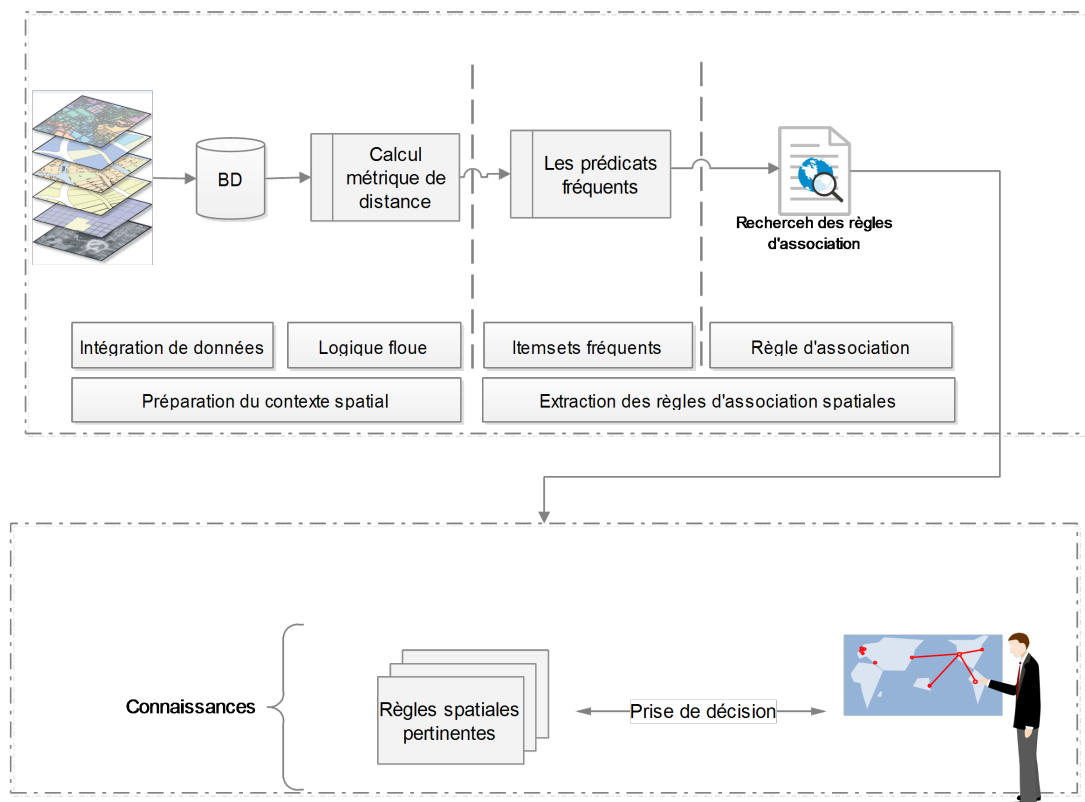 BD
Calcul
métrique de
distance
Les prédicats
fréquents
Recherceh des règles
d'association
Intégration de données
Logique floue
Itemsets fréquents
Règle d'association
Préparation du contexte spatial
Extraction des règles d'association spatiales
Connaissances
Règles spatiales
pertinentes
Prise de décision